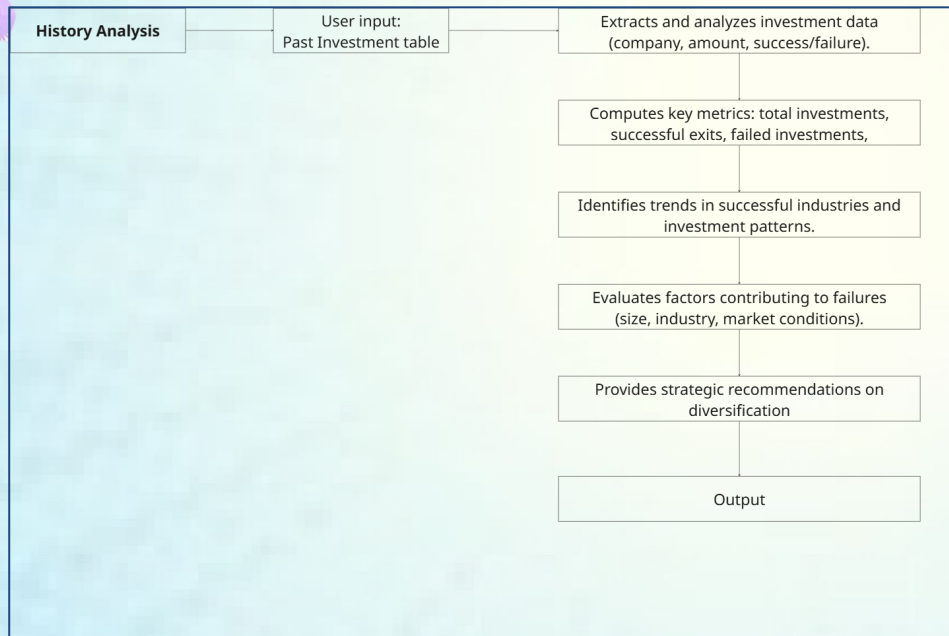 History Analysis
User input:
Past Investment table
Extracts and analyzes investment data
(company, amount, success/failure).
Computes key metrics: total investments,
successful exits, failed investments,
Identifies trends in successful industries and
investment patterns.
Evaluates factors contributing to failures
(size, industry, market conditions).
Provides strategic recommendations on
diversification
Output